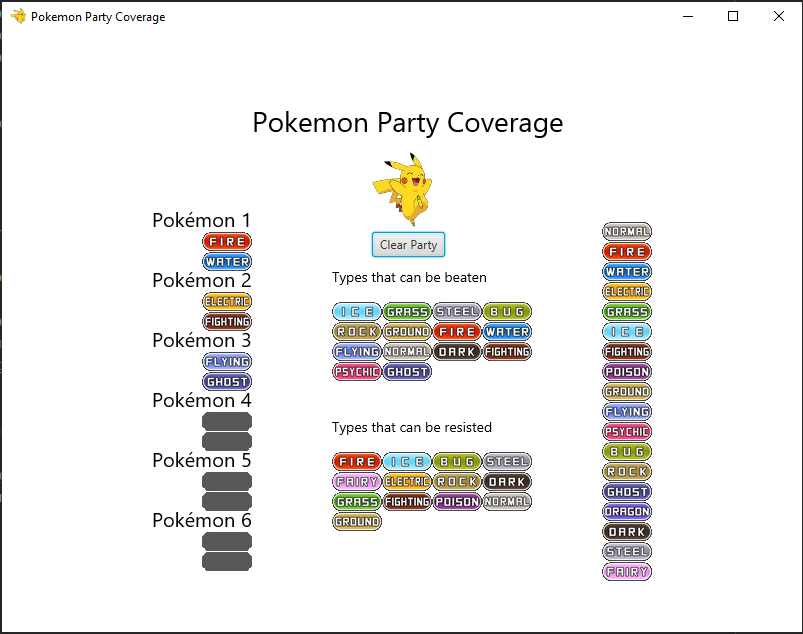 Pokemon Party Coverage
Pokemon Party Coverage
Clear Party
Pokémon 1
FIRE
WATER
Pokémon 2
ELECTRIC
FIGHTING
Pokémon 3
FLYING
GHOST
Pokémon 4
Pokémon 5
Pokémon 6
Types that can be beaten
ICE GRASS STEEL BUG
ROCK GROUND FIRE WATER
FLYING NORMAL DARK FIGHTING
PSYCHIC GHOST
Types that can be resisted
FIRE ICE BUG STEEL
FAIRY ELECTRIC ROCK DARK
GRASS FIGHTING POISON NORMAL
GROUND
NORMAL
FIRE
WATER
ELECTRIC
GRASS
ICE
FIGHTING
POISON
GROUND
FLYING
PSYCHIC
BUG
ROCK
GHOST
DRAGON
DARK
STEEL
FAIRY